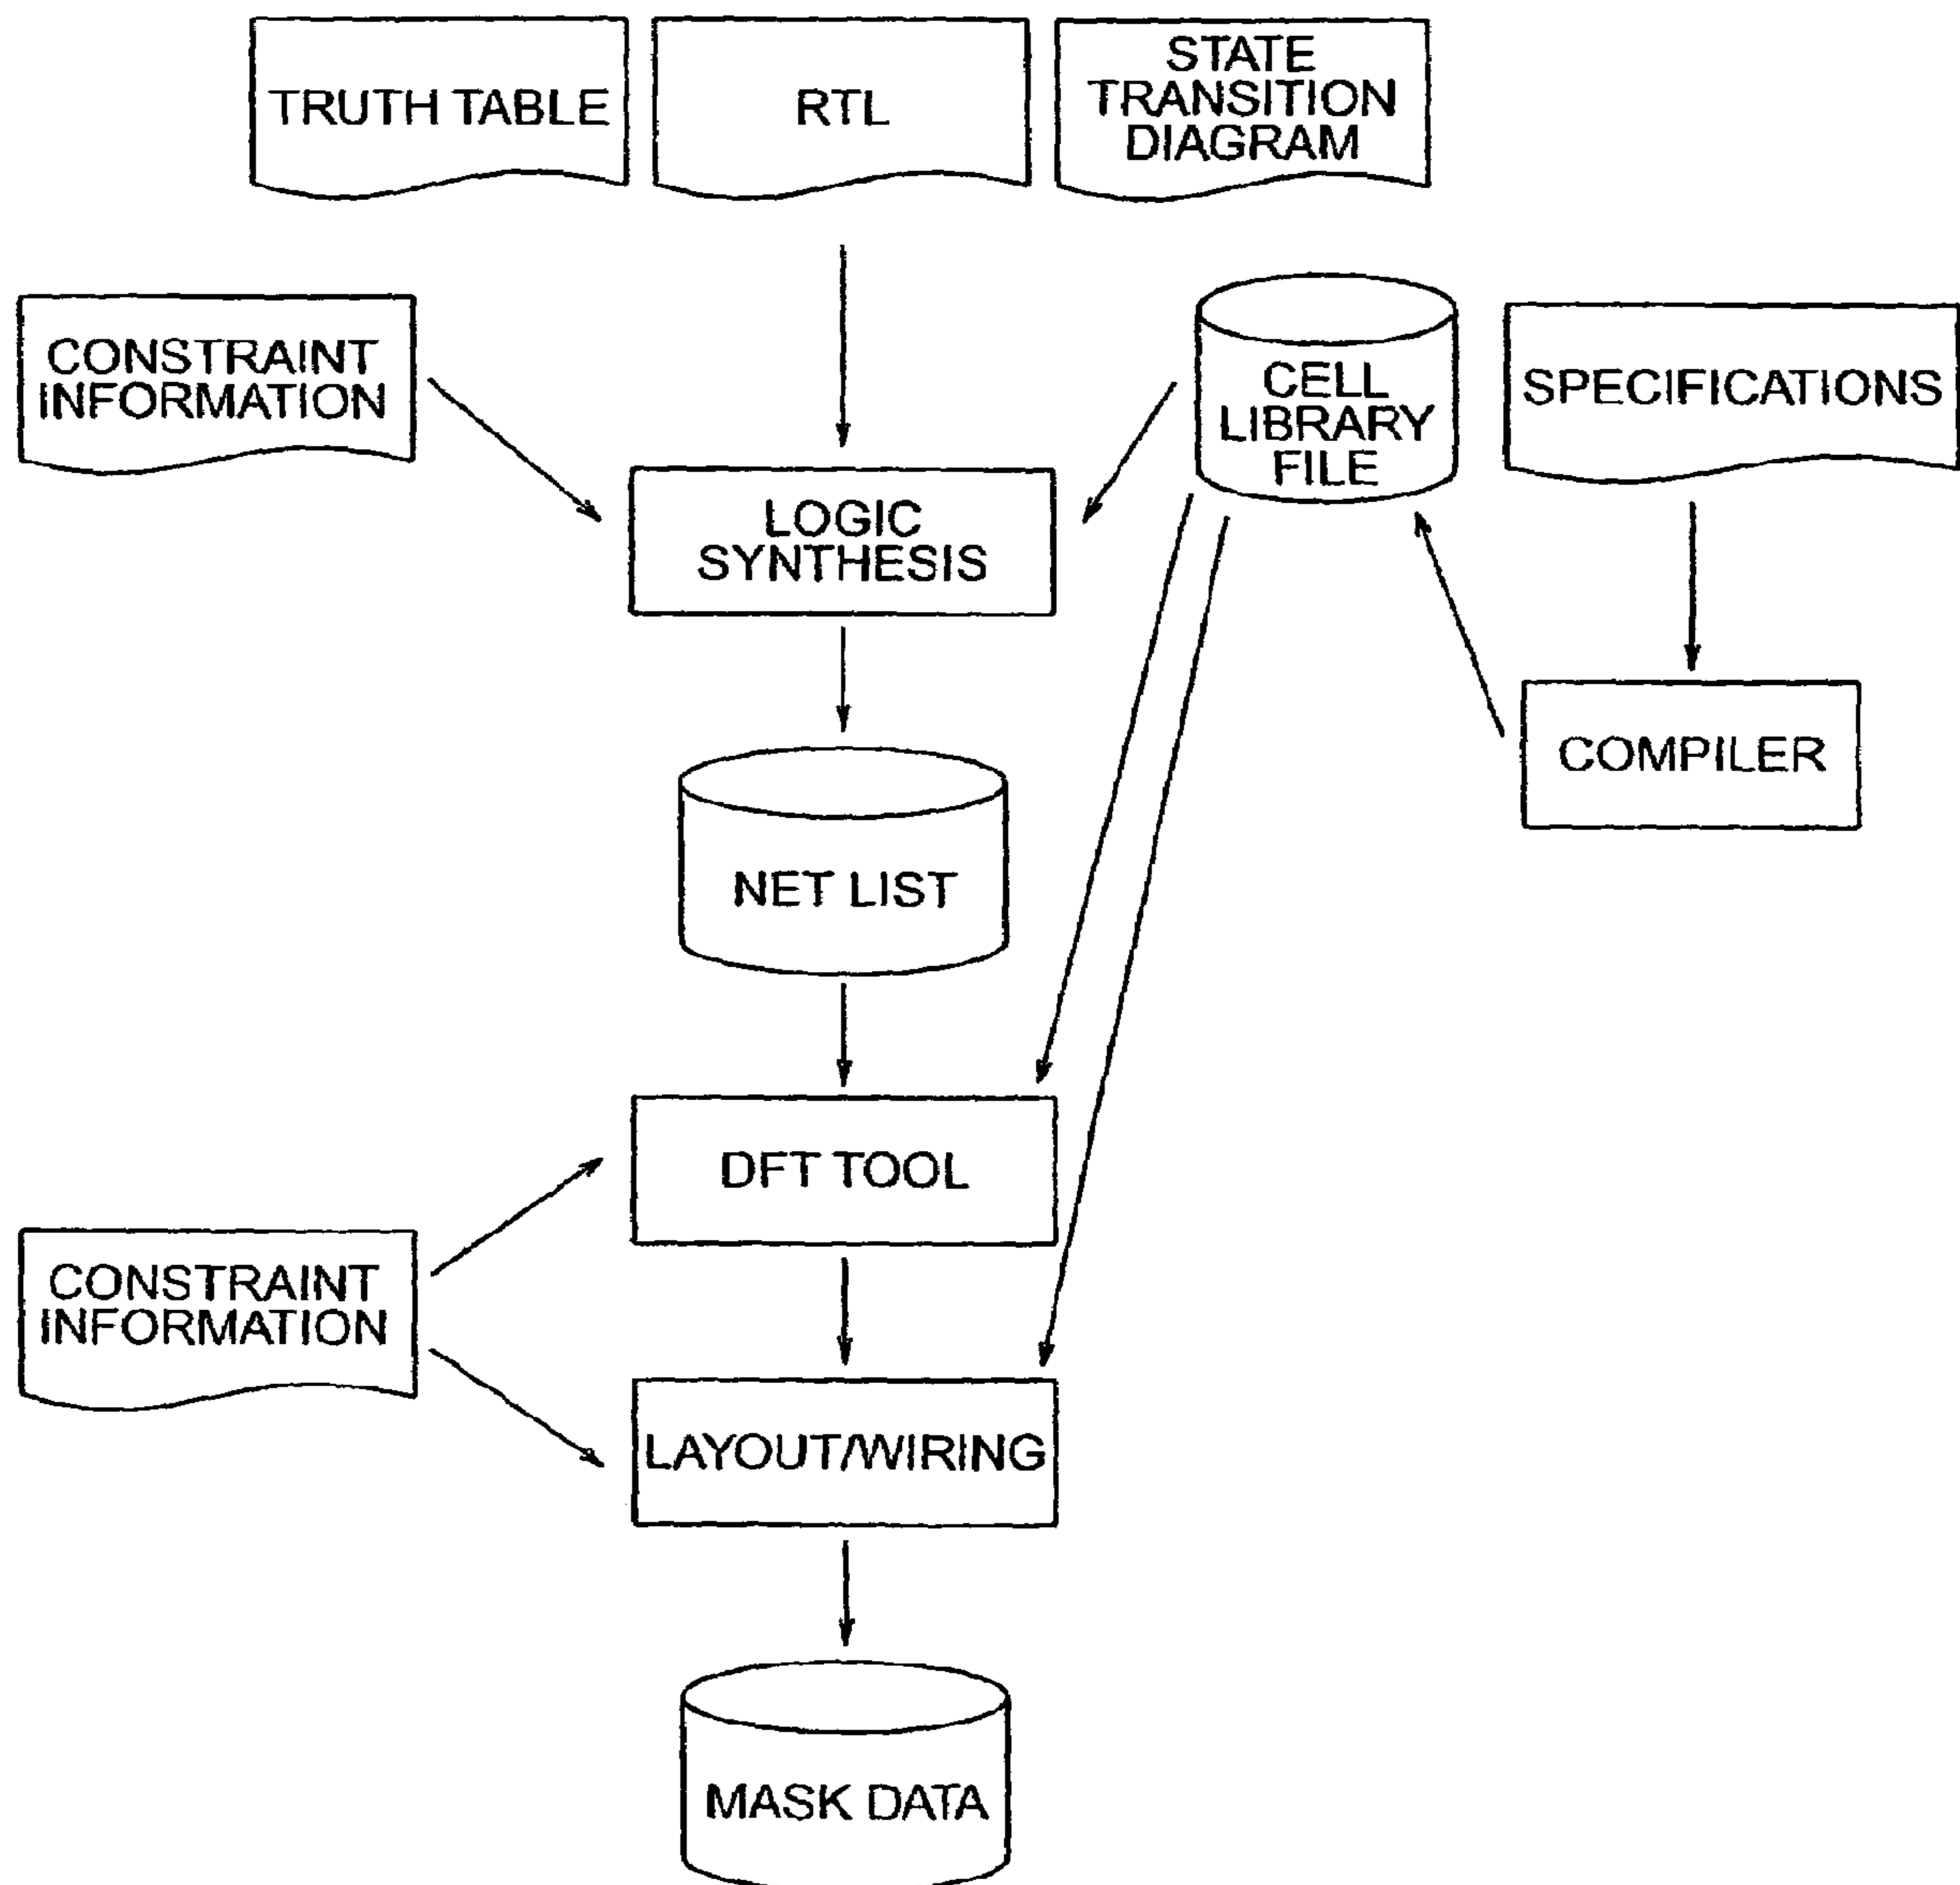 TRUTH TABLE
RTL
STATE
TRANSITION
DIAGRAM
CONSTRAINT
INFORMATION
CELL
LIBRARY
FILE
SPECIFICATIONS
LOGIC
SYNTHESIS
COMPILER
NET LIST
DFT TOOL
CONSTRAINT
INFORMATION
LAYOUT/WIRING
MASK DATA